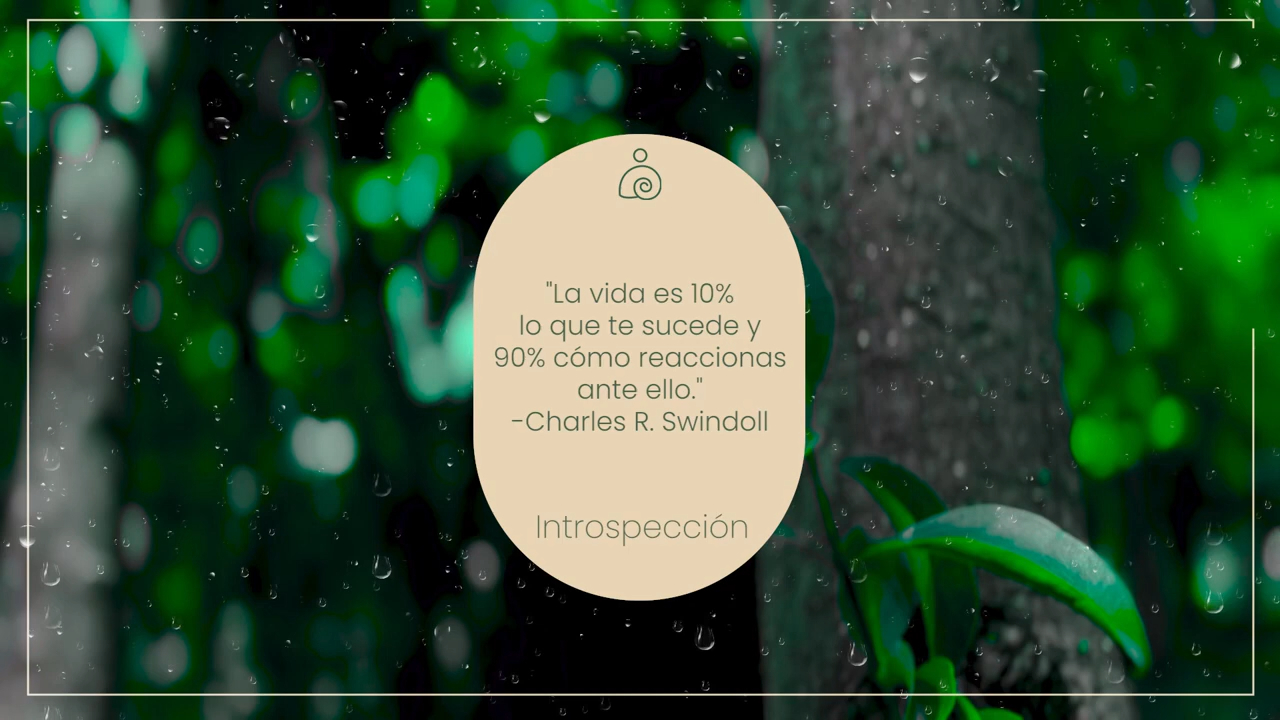 "La vida es 10%
lo que te sucede y
90% cómo reaccionas
ante ello."
-Charles R. Swindoll
Introspección